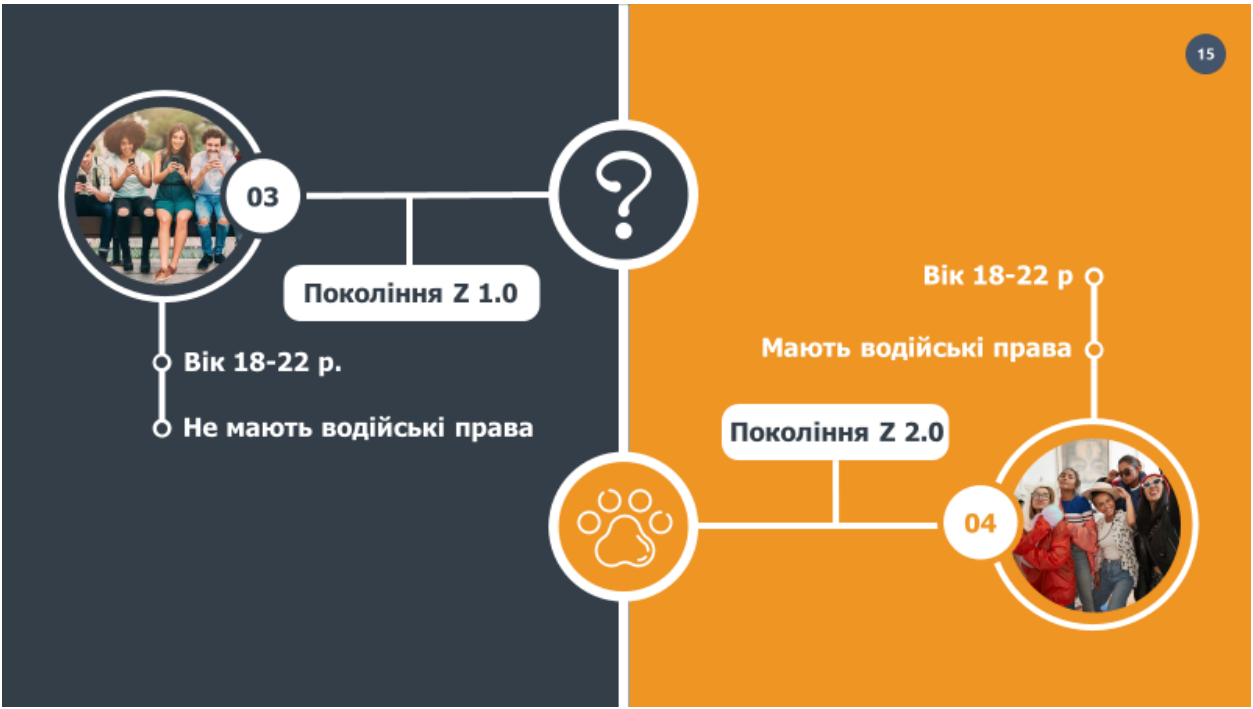 15
03
Покоління Z 1.0
Вік 18-22 р.
Не мають водійські права
?
Вік 18-22 р
Мають водійські права
Покоління Z 2.0
04